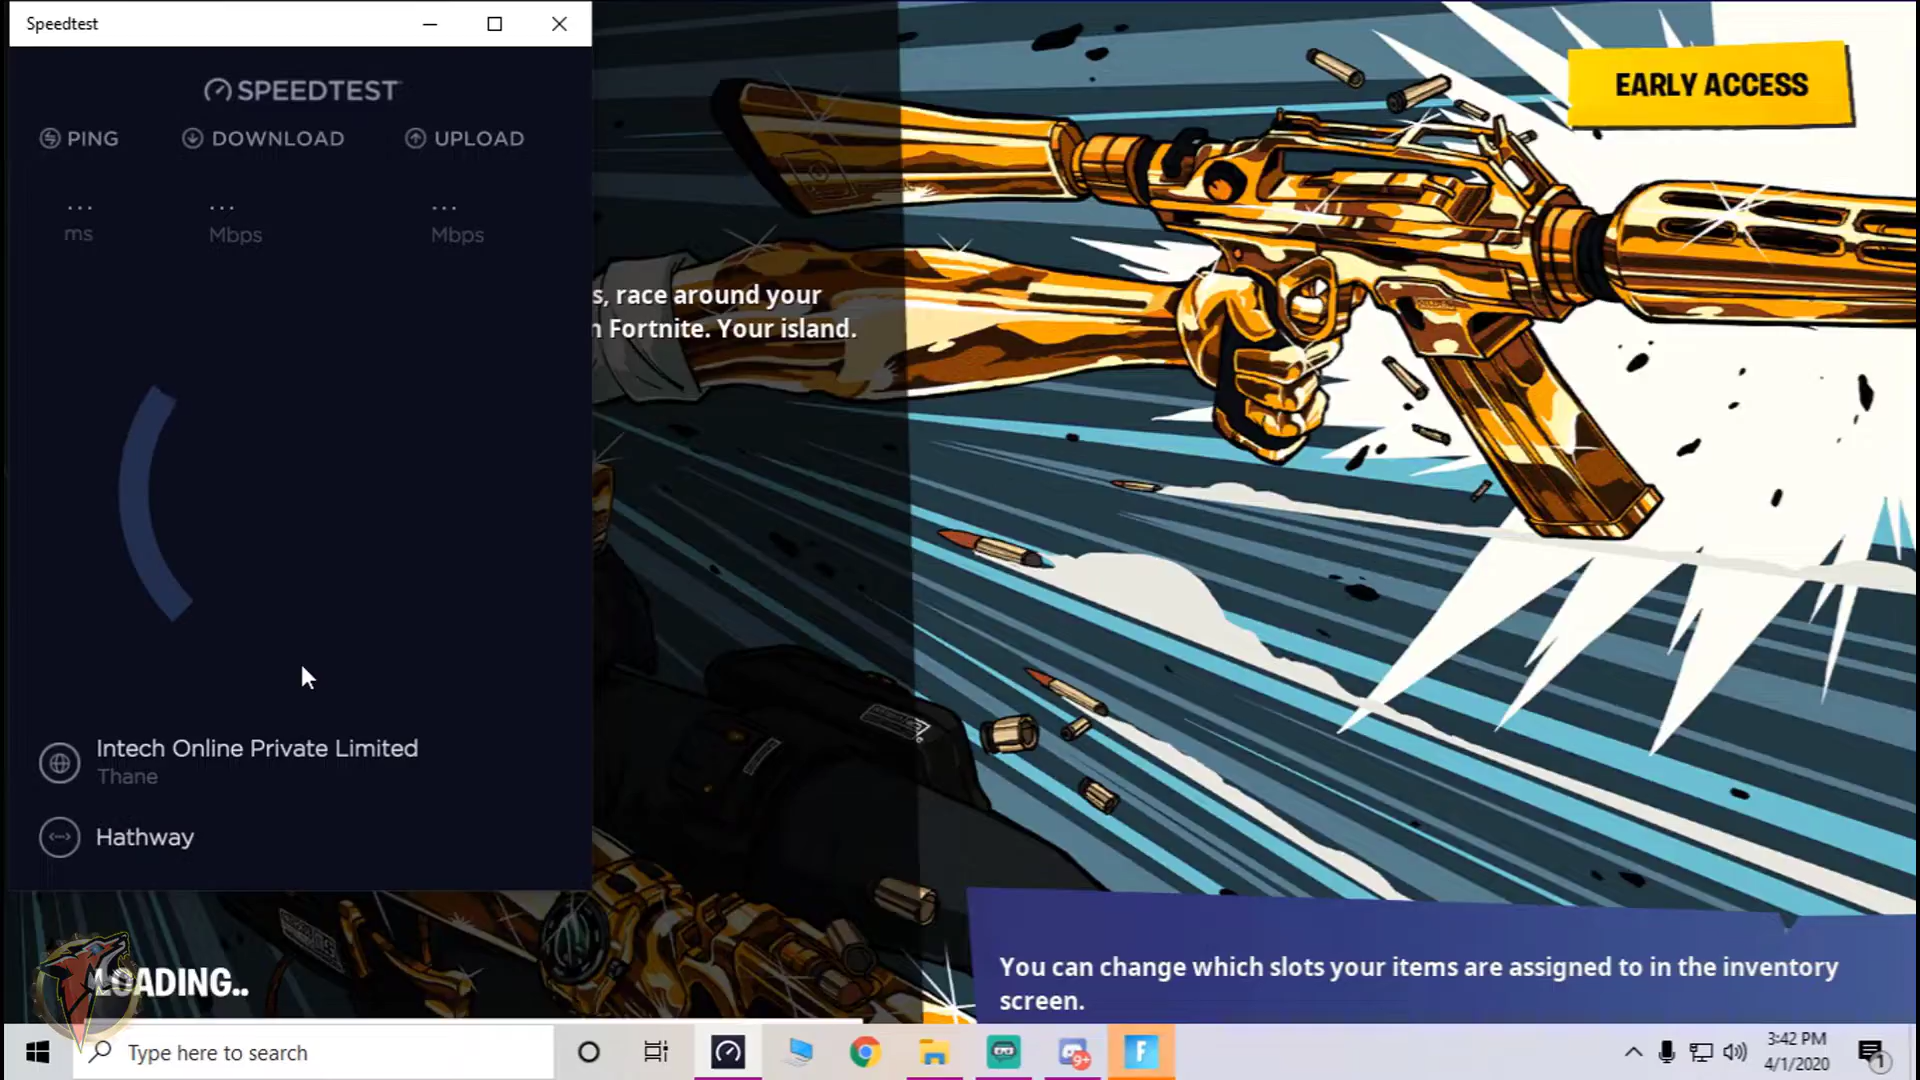 Speedtest
SPEEDTEST
PING DOWNLOAD UPLOAD
... ... ...
ms Mbps Mbps
Intech Online Private Limited
Thane
Hathway
EARLY ACCESS
s, race around your
n Fortnite. Your island.
LOADING..
You can change which slots your items are assigned to in the inventory
screen.
Type here to search
9+
F
3:42 PM
4/1/2020
1